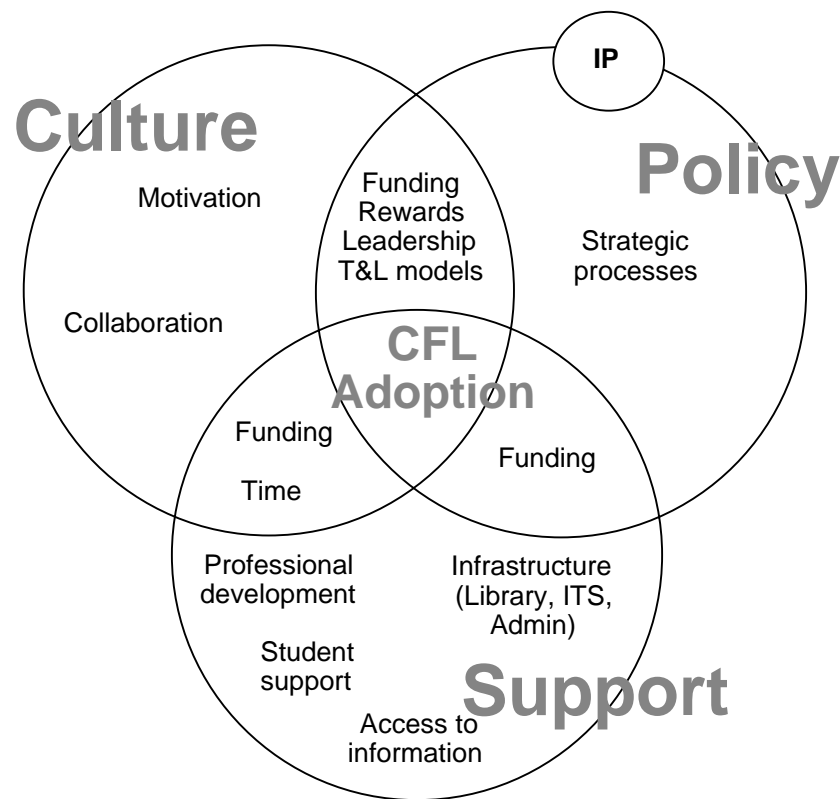 IP
Culture
Policy
Motivation
Funding
Rewards
Leadership
T&L models
Strategic
processes
Collaboration
CFL
Adoption
Funding
Time
Funding
Professional
development
Infrastructure
(Library, ITS,
Admin)
Student
support
Support
Access to
information